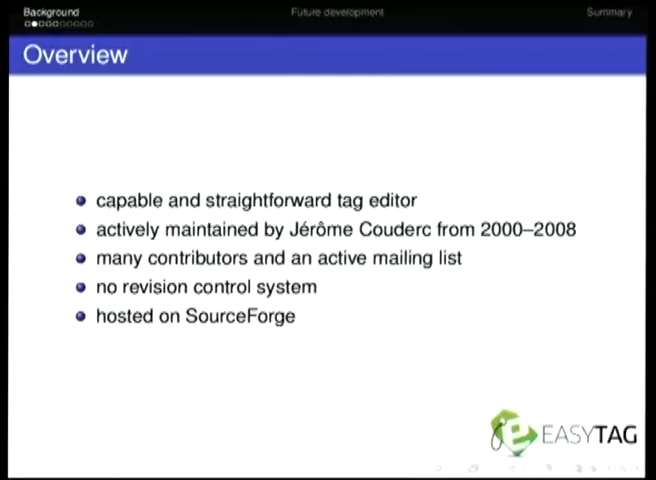 Background
Future development
Summary
Overview
capable and straightforward tag editor
actively maintained by Jérôme Couderc from 2000–2008
many contributors and an active mailing list
no revision control system
hosted on SourceForge
EASYTAG